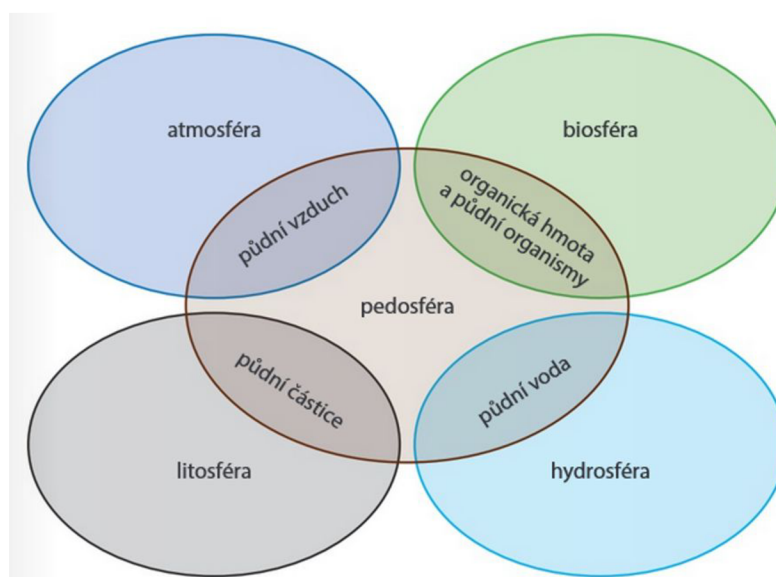 atmosféra
biosféra
půdní vzduch
organická hmota
a půdní organismy
pedosféra
půdní částice
půdní voda
litosféra
hydrosféra